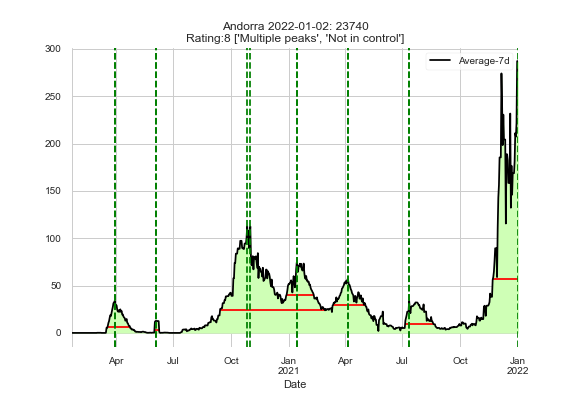 Andorra 2022-01-02: 23740
Rating:8 ['Multiple peaks', 'Not in control']
Average-7d
300
250
200
150
100
50
0
Apr
Jul
Oct
Jan
2021
Apr
Jul
Oct
Jan
2022
Date